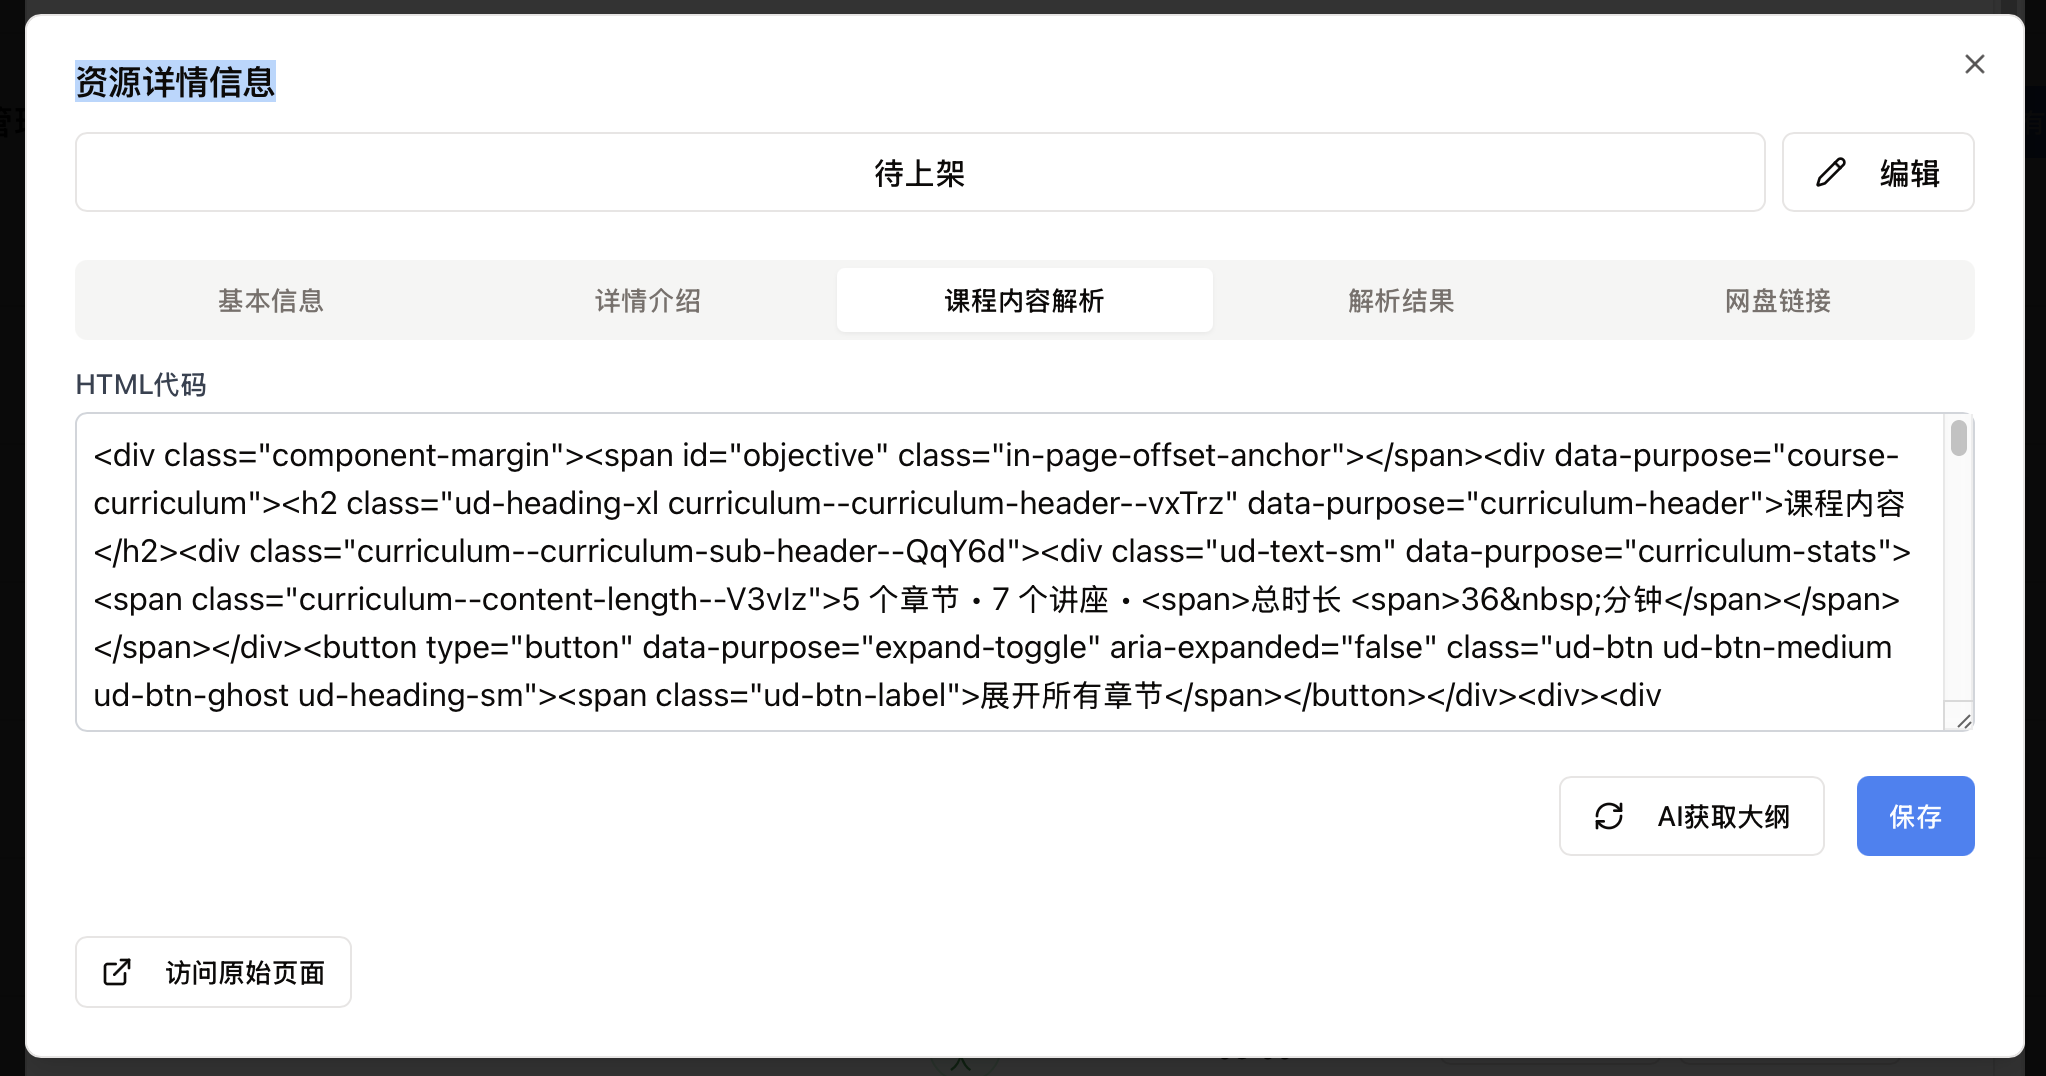 资源详情信息
待上架
编辑
基本信息
详情介绍
课程内容解析
解析结果
网盘链接
HTML代码
<div class="component-margin"><span id="objective" class="in-page-offset-anchor"></span><div data-purpose="course-
curriculum"><h2 class="ud-heading-xl curriculum--curriculum-header--vxTrz" data-purpose="curriculum-header">课程内容
</h2><div class="curriculum--curriculum-sub-header--QqY6d"><div class="ud-text-sm" data-purpose="curriculum-stats">
<span class="curriculum--content-length--V3vIz">5 个章节 • 7 个讲座 • <span>总时长 <span>36&nbsp;分钟</span></span>
</span></div><button type="button" data-purpose="expand-toggle" aria-expanded="false" class="ud-btn ud-btn-medium
ud-btn-ghost ud-heading-sm"><span class="ud-btn-label">展开所有章节</span></button></div><div><div
AI获取大纲
保存
访问原始页面